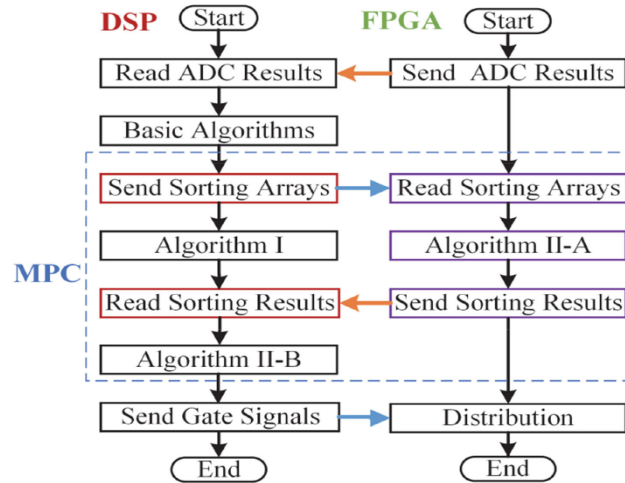 DSP
Start
FPGA
Start
Read ADC Results
Send ADC Results
Basic Algorithms
Send Sorting Arrays
Read Sorting Arrays
Algorithm I
Algorithm II-A
MPC
Read Sorting Results
Send Sorting Results
Algorithm II-B
Send Gate Signals
Distribution
End
End